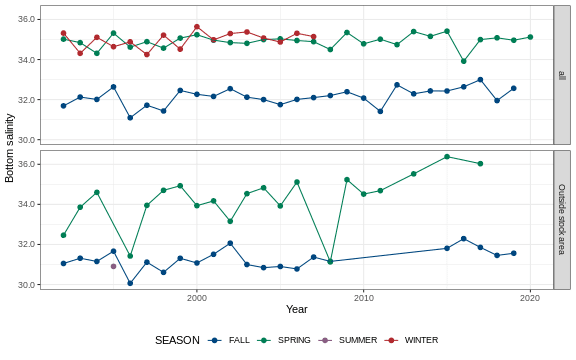 36.0
34.0
32.0
30.0
all
36.0
34.0
32.0
30.0
Outside stock area
Bottom salinity
2000 2010 2020
Year
SEASON FALL SPRING SUMMER WINTER